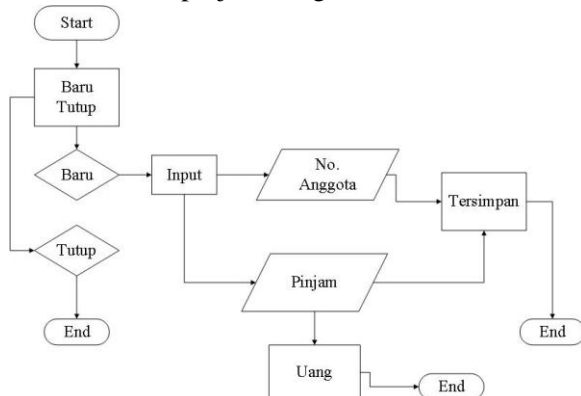 Start
Baru
Tutup
Baru
Input
No.
Anggota
Tersimpan
Tutup
Pinjam
End
End
Uang
End